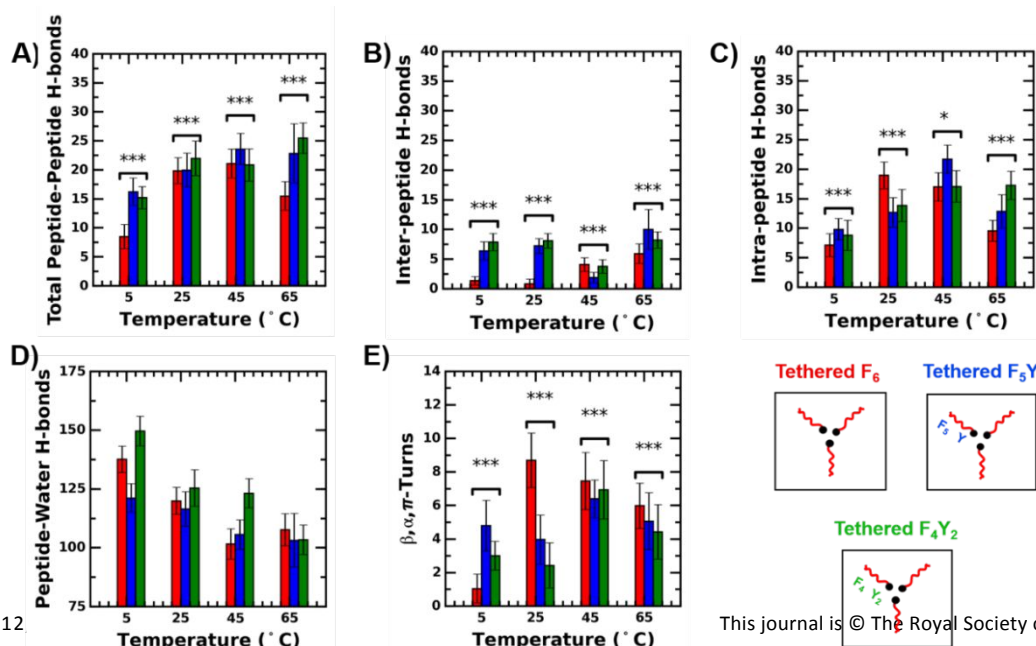 A)
Total Peptide-Peptide H-bonds
40
35
30
25
20
15
10
5
0
***
***
***
***
5 25 45 65
Temperature (°C)
B)
Inter-peptide H-bonds
40
35
30
25
20
15
10
5
0
***
***
***
***
5 25 45 65
Temperature (°C)
C)
Intra-peptide H-bonds
40
35
30
25
20
15
10
5
0
***
***
*
***
5 25 45 65
Temperature (°C)
D)
Peptide-Water H-bonds
175
150
125
100
75
5 25 45 65
Temperature (°C)
E)
β,α,π-Turns
14
12
10
8
6
4
2
0
***
***
***
***
5 25 45 65
Temperature (°C)
Tethered F₆
Tethered F₅Y
F₅ Y
Tethered F₄Y₂
F₄ Y₂
12
This journal is © The Royal Society o